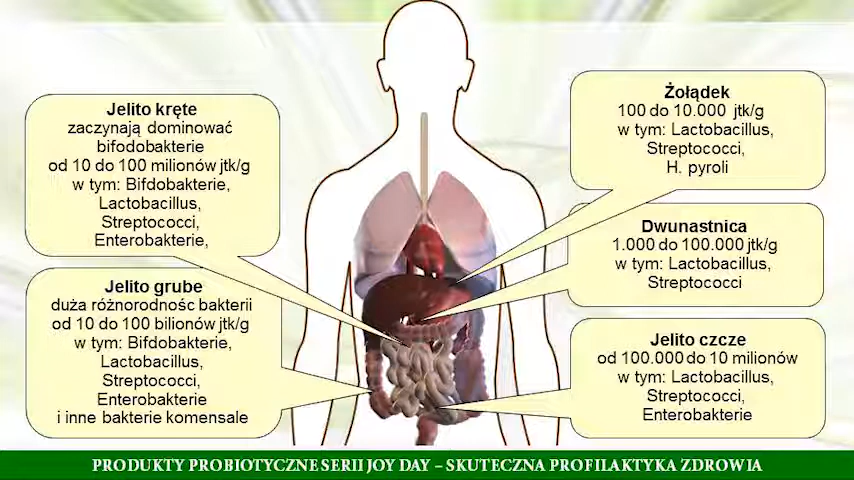 Jelito kręte
zaczynają dominować
bifodobakterie
od 10 do 100 milionów jtk/g
w tym: Bifdobakterie,
Lactobacillus,
Streptococci,
Enterobakterie,
Jelito grube
duża różnorodnośc bakterii
od 10 do 100 bilionów jtk/g
w tym: Bifdobakterie,
Lactobacillus,
Streptococci,
Enterobakterie
i inne bakterie komensale
Żołądek
100 do 10.000 jtk/g
w tym: Lactobacillus,
Streptococci,
H. pyroli
Dwunastnica
1.000 do 100.000 jtk/g
w tym: Lactobacillus,
Streptococci
Jelito czcze
od 100.000 do 10 milionów
w tym: Lactobacillus,
Streptococci,
Enterobakterie
PRODUKTY PROBIOTYCZNE SERII JOY DAY – SKUTECZNA PROFILAKTYKA ZDROWIA